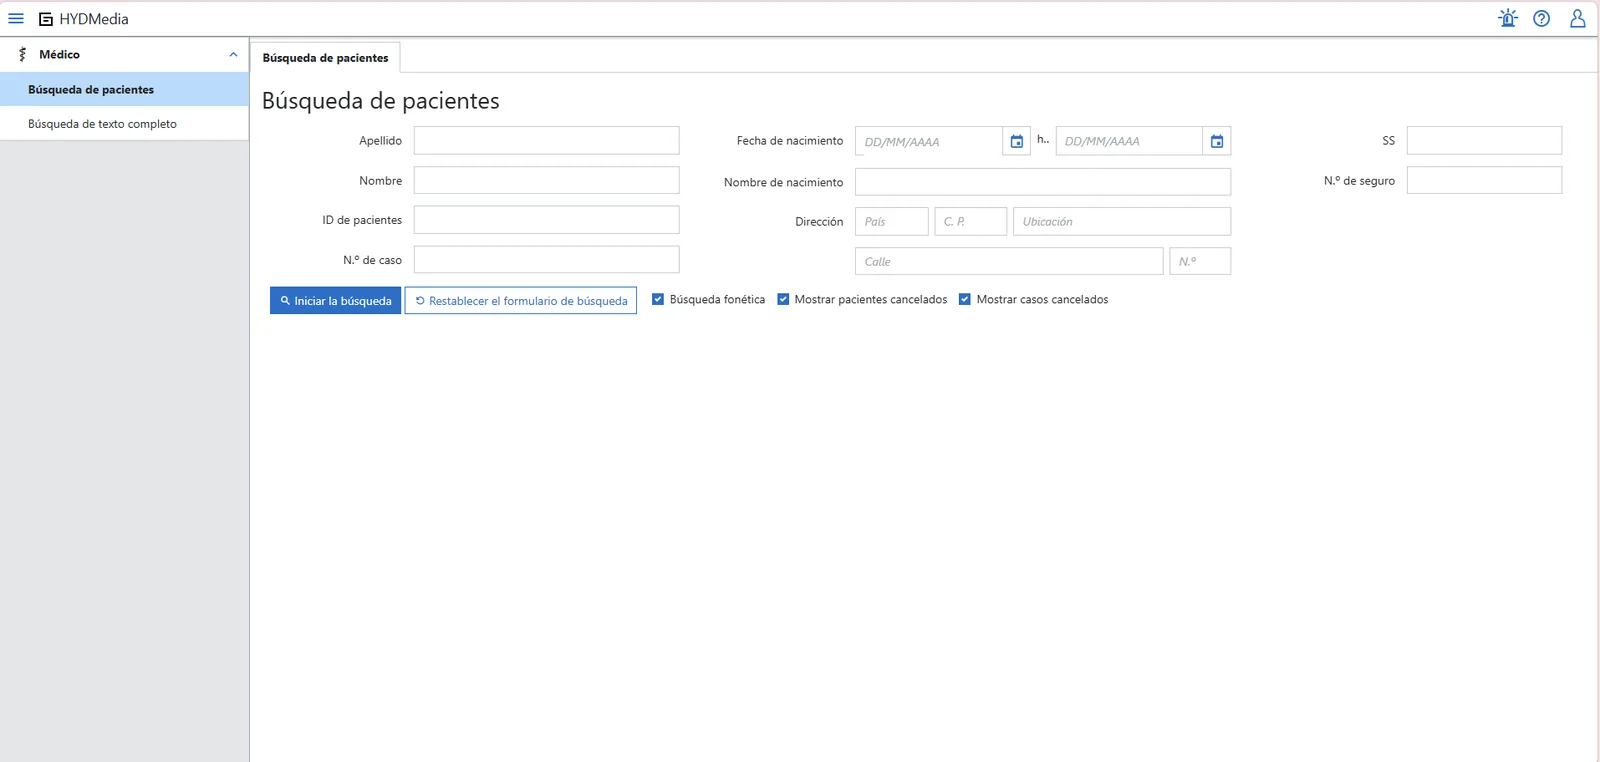 HYDMedia
Médico
Búsqueda de pacientes
Búsqueda de texto completo
Búsqueda de pacientes
Búsqueda de pacientes
Apellido
Fecha de nacimiento DD/MM/AAAA h.. DD/MM/AAAA
SS
Nombre
Nombre de nacimiento
N.º de seguro
ID de pacientes
Dirección País C. P. Ubicación
N.º de caso
Calle N.º
Iniciar la búsqueda Restablecer el formulario de búsqueda Búsqueda fonética Mostrar pacientes cancelados Mostrar casos cancelados